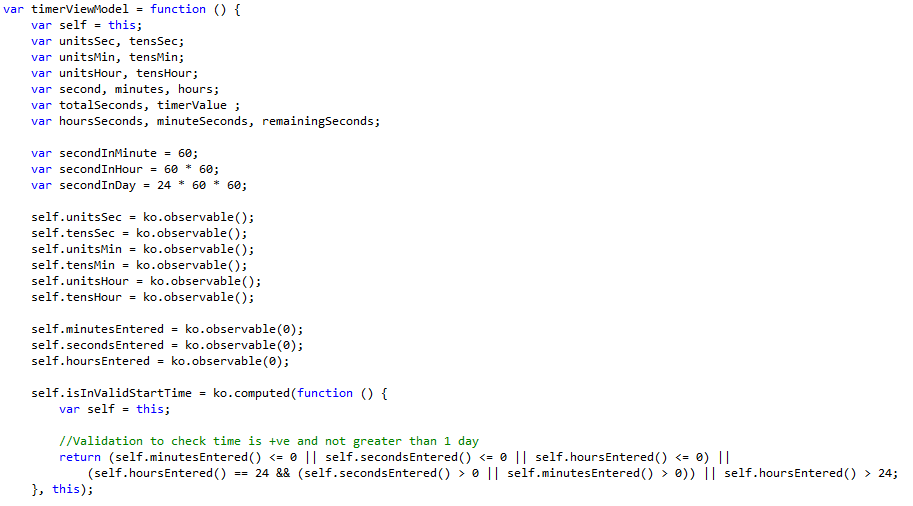 var timerViewModel = function () {
    var self = this;
    var unitsSec, tensSec;
    var unitsMin, tensMin;
    var unitsHour, tensHour;
    var second, minutes, hours;
    var totalSeconds, timerValue ;
    var hoursSeconds, minuteSeconds, remainingSeconds;

    var secondInMinute = 60;
    var secondInHour = 60 * 60;
    var secondInDay = 24 * 60 * 60;

    self.unitsSec = ko.observable();
    self.tensSec = ko.observable();
    self.unitsMin = ko.observable();
    self.tensMin = ko.observable();
    self.unitsHour = ko.observable();
    self.tensHour = ko.observable();

    self.minutesEntered = ko.observable(0);
    self.secondsEntered = ko.observable(0);
    self.hoursEntered = ko.observable(0);

    self.isInValidStartTime = ko.computed(function () {
        var self = this;

        //Validation to check time is +ve and not greater than 1 day
        return (self.minutesEntered() <= 0 || self.secondsEntered() <= 0 || self.hoursEntered() <= 0) ||
            (self.hoursEntered() == 24 && (self.secondsEntered() > 0 || self.minutesEntered() > 0)) || self.hoursEntered() > 24;
    }, this);